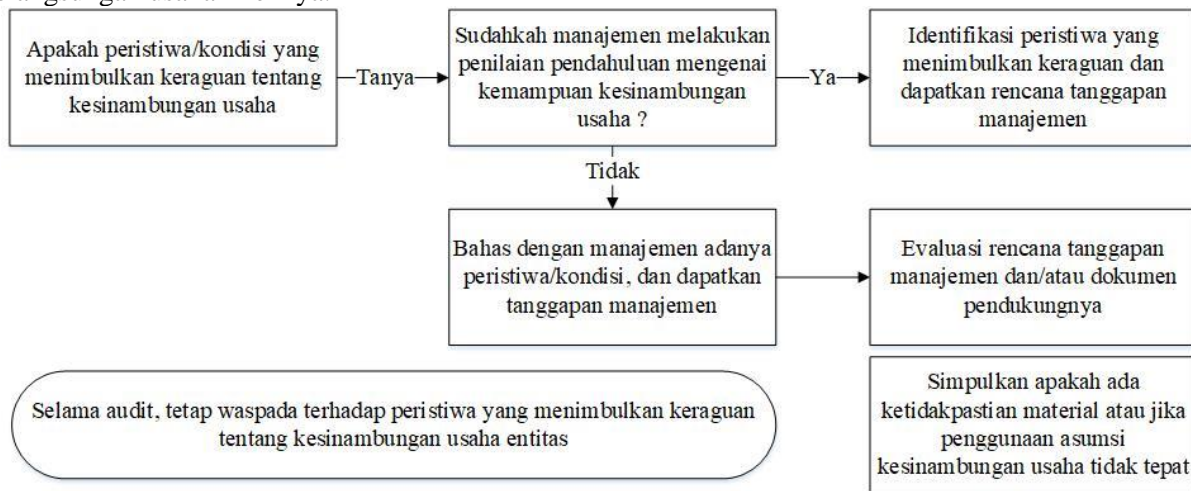 Apakah peristiwa/kondisi yang
menimbulkan keraguan tentang
kesinambungan usaha
Tanya
Sudahkah manajemen melakukan
penilaian pendahuluan mengenai
kemampuan kesinambungan
usaha ?
Ya
Identifikasi peristiwa yang
menimbulkan keraguan dan
dapatkan rencana tanggapan
manajemen
Tidak
Bahas dengan manajemen adanya
peristiwa/kondisi, dan dapatkan
tanggapan manajemen
Evaluasi rencana tanggapan
manajemen dan/atau dokumen
pendukungnya
Selama audit, tetap waspada terhadap peristiwa yang menimbulkan keraguan
tentang kesinambungan usaha entitas
Simpulkan apakah ada
ketidakpastian material atau jika
penggunaan asumsi
kesinambungan usaha tidak tepat